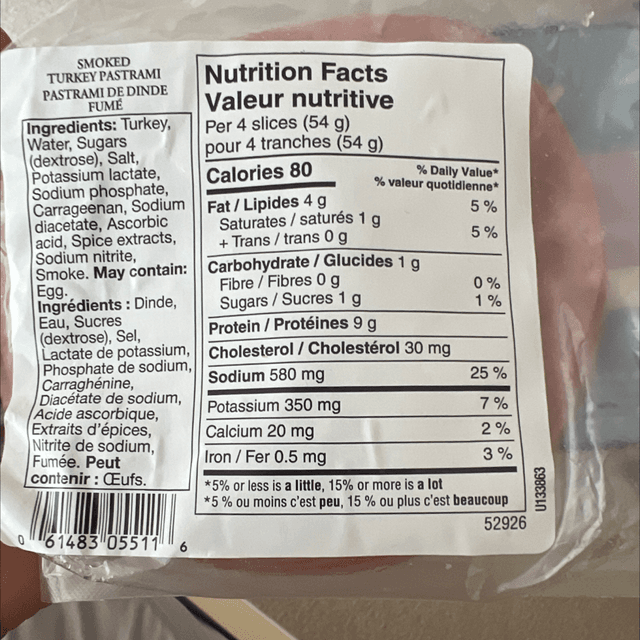 SMOKED
TURKEY PASTRAMI
PASTRAMI DE DINDE
FUMÉ
Ingredients: Turkey,
Water, Sugars
(dextrose), Salt,
Potassium lactate,
Sodium phosphate,
Carrageenan, Sodium
diacetate, Ascorbic
acid, Spice extracts,
Sodium nitrite,
Smoke. May contain:
Egg.
Ingrédients : Dinde,
Eau, Sucres
(dextrose), Sel,
Lactate de potassium,
Phosphate de sodium,
Carraghénine,
Diacétate de sodium,
Acide ascorbique,
Extraits d'épices,
Nitrite de sodium,
Fumée. Peut
contenir : Œufs.
0 61483 05511 6
Nutrition Facts
Valeur nutritive
Per 4 slices (54 g)
pour 4 tranches (54 g)
Calories 80
% Daily Value*
% valeur quotidienne*
Fat / Lipides 4 g 5 %
Saturates / saturés 1 g
+ Trans / trans 0 g 5 %
Carbohydrate / Glucides 1 g
Fibre / Fibres 0 g 0 %
Sugars / Sucres 1 g 1 %
Protein / Protéines 9 g
Cholesterol / Cholestérol 30 mg
Sodium 580 mg 25 %
Potassium 350 mg 7 %
Calcium 20 mg 2 %
Iron / Fer 0.5 mg 3 %
*5% or less is a little, 15% or more is a lot
*5 % ou moins c'est peu, 15 % ou plus c'est beaucoup
52926
U133863